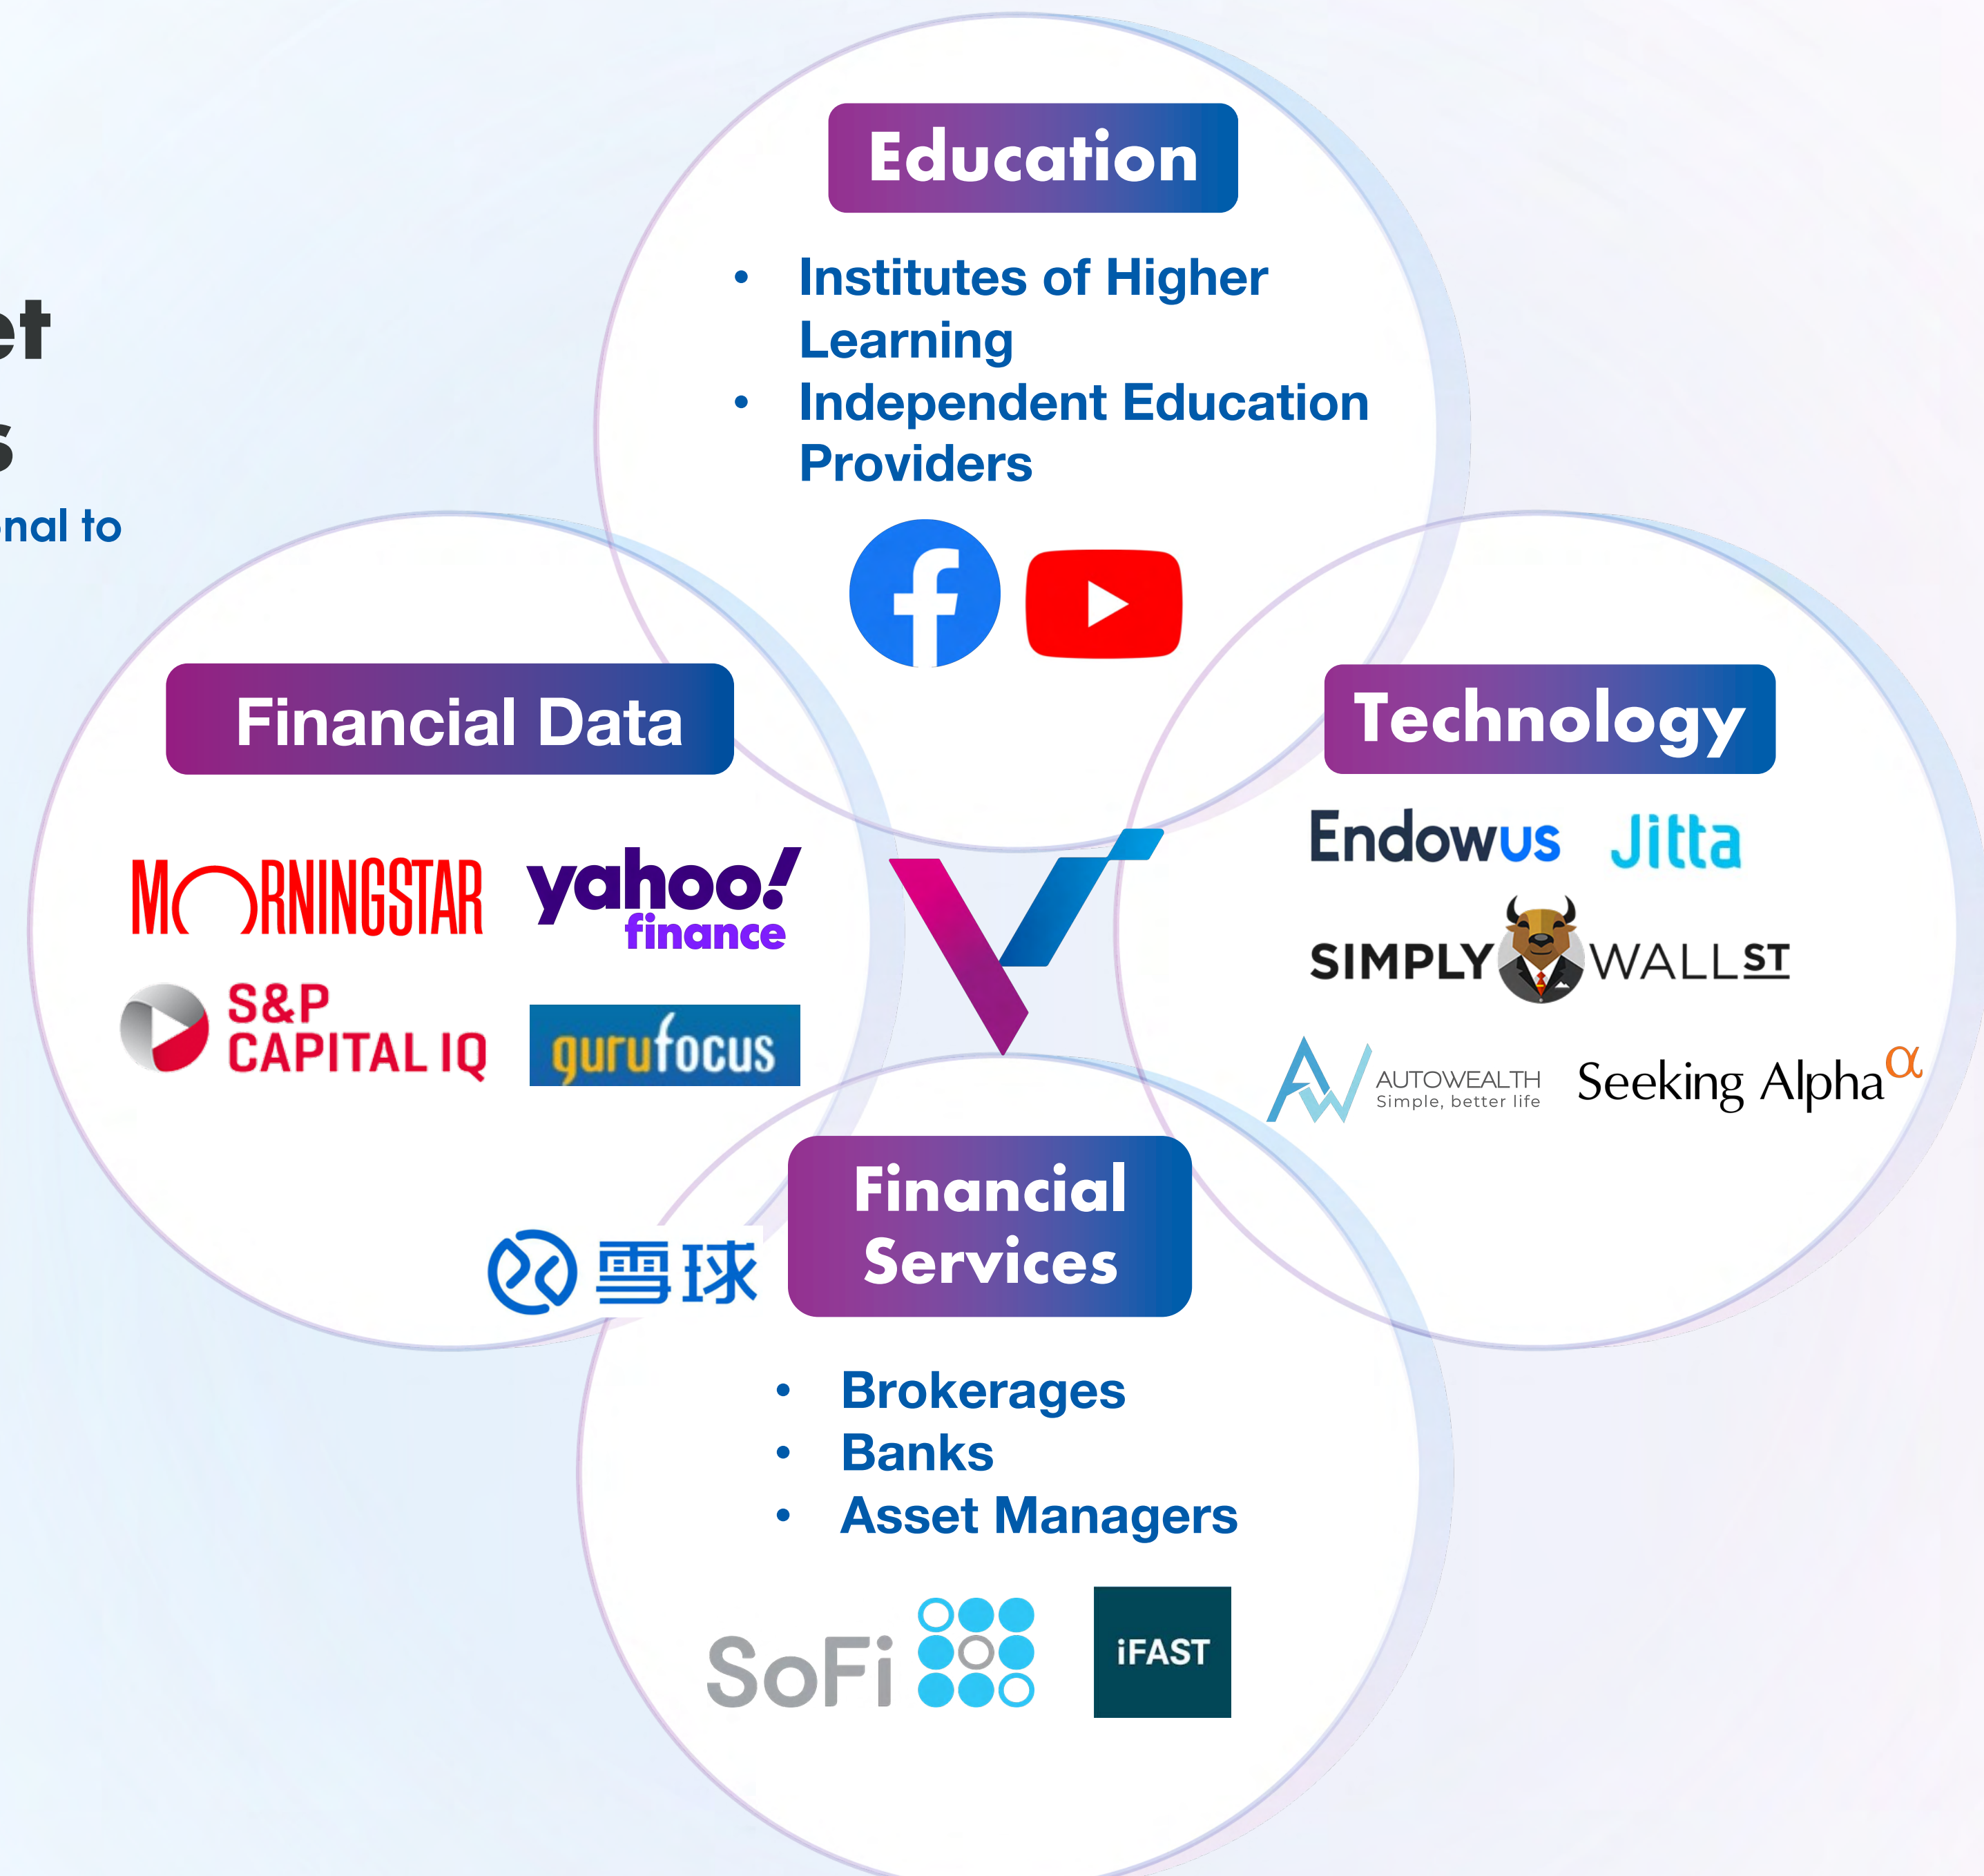 Education
• Institutes of Higher
Learning
• Independent Education
Providers
et
s
onal to
Financial Data
MORNINGSTAR
yahoo!
finance
S&P
CAPITAL IQ
gurufocus
Technology
Endowus
Jitta
SIMPLY WALL ST
AW
AUTOWEALTH
Simple, better life
Seeking Alpha α
雪球
Financial
Services
• Brokerages
• Banks
• Asset Managers
SoFi
iFAST